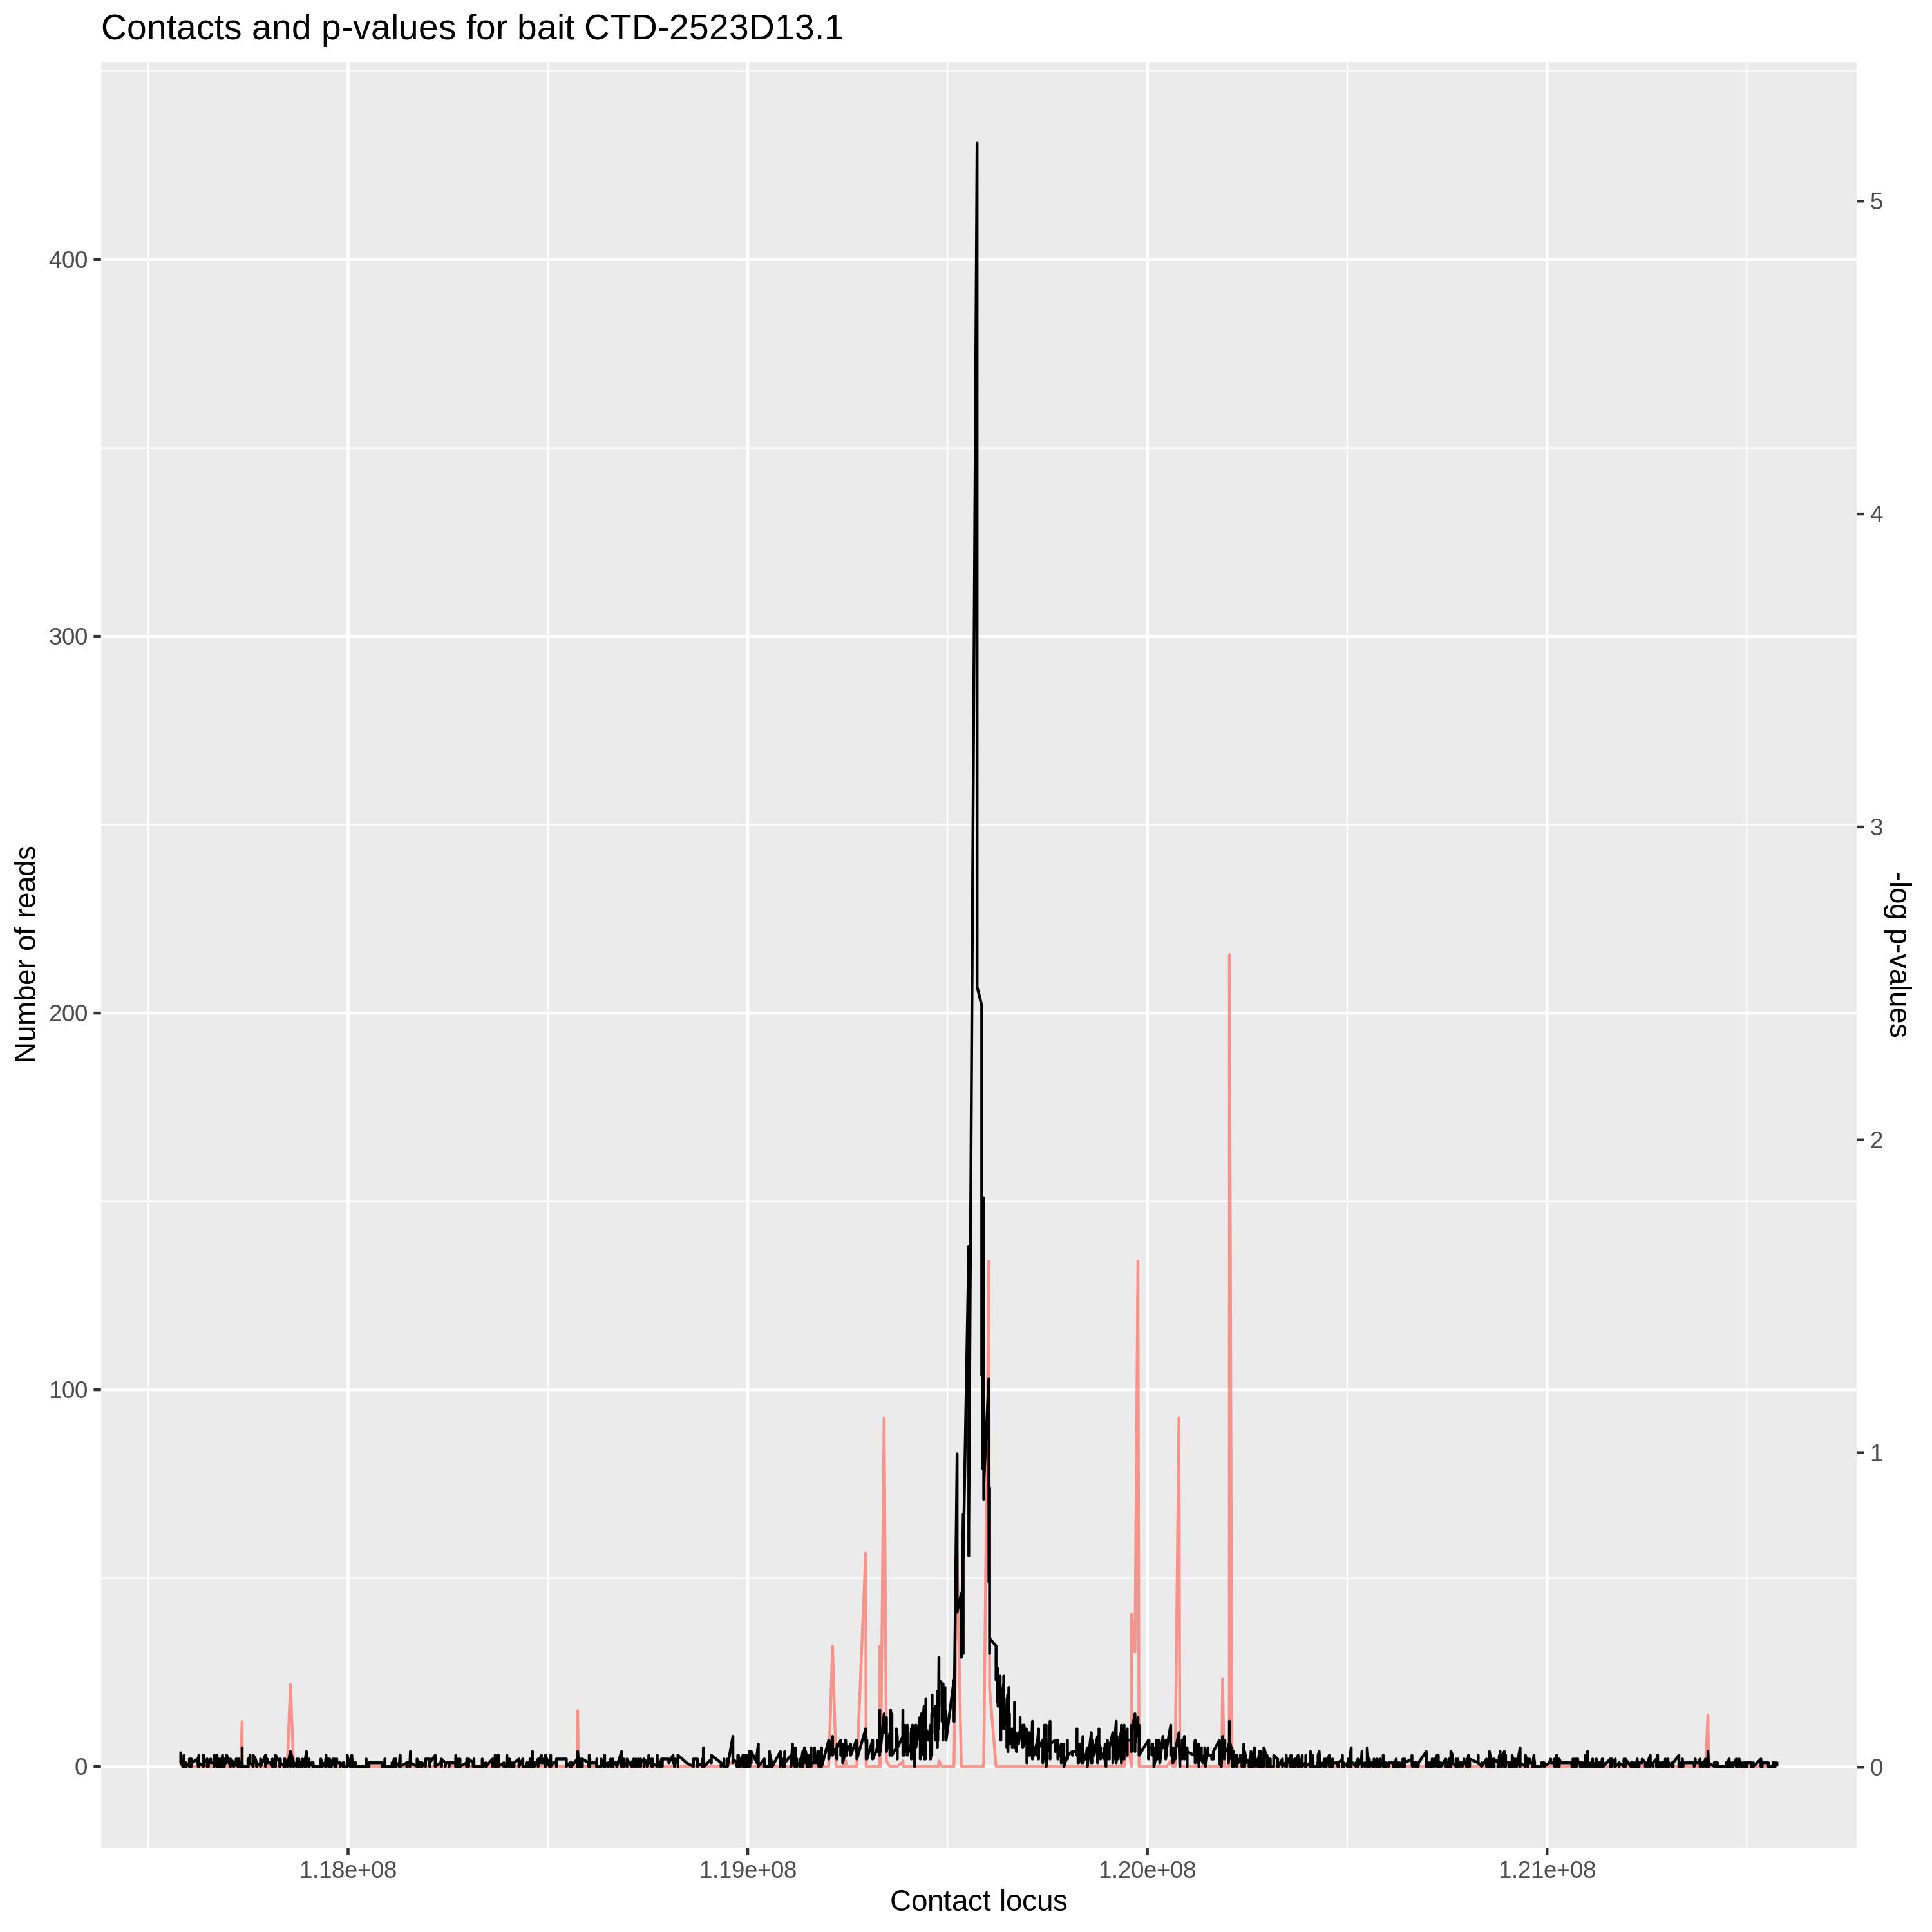 Contacts and p-values for bait CTD-2523D13.1
Number of reads
400
300
200
100
0
5
4
3
2
1
0
-log p-values
1.18e+08
1.19e+08
1.20e+08
1.21e+08
Contact locus